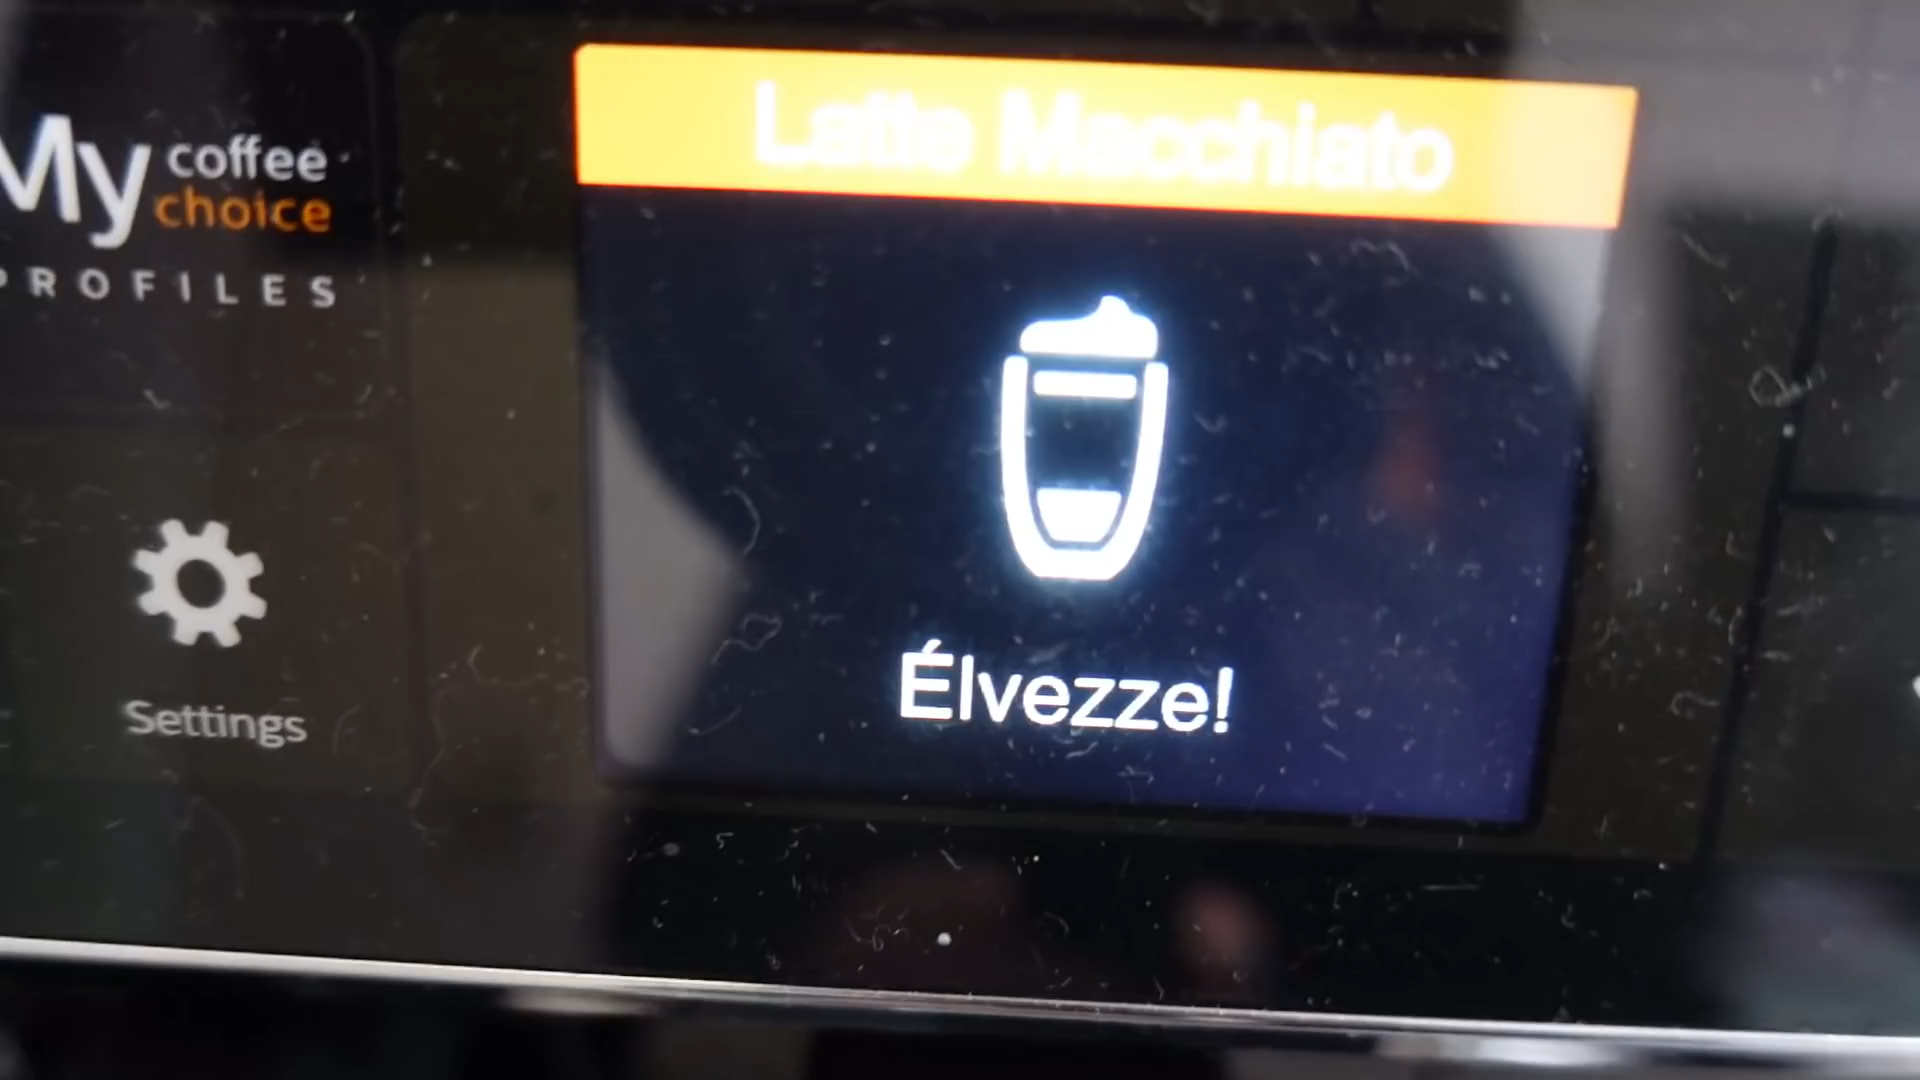 My coffee choice
PROFILES
Settings
Latte Macchiato
Élvezze!